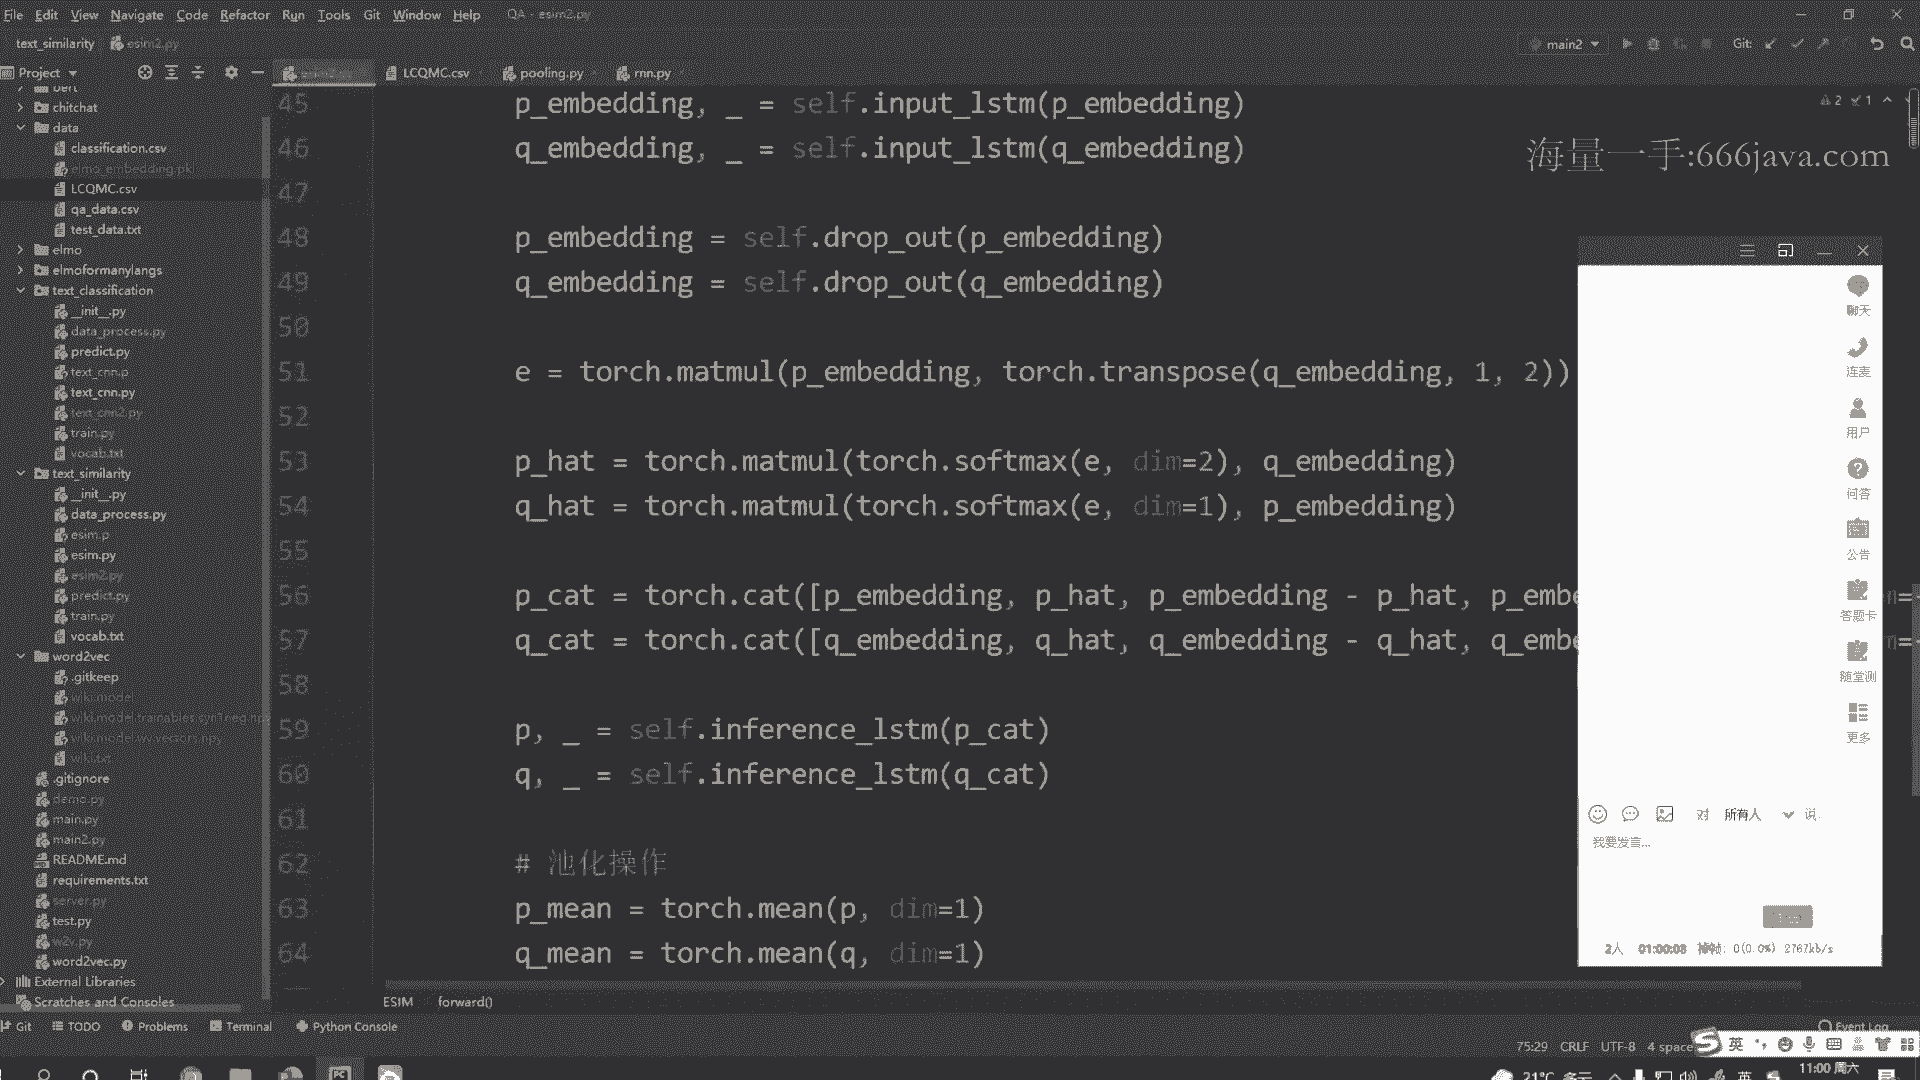 File Edit View Navigate Code Refactor Run Tools Git Window Help QA - esim2.py
text_similarity esim2.py
main2
Git:
Project
esim2.py
LCQMC.csv
pooling.py
rnn.py
bert
chitchat
data
classification.csv
elmo_embedding.pkl
LCQMC.csv
qa_data.csv
test_data.txt
elmo
elmoformanylangs
text_classification
__init__.py
data_process.py
predict.py
text_cnn.p
text_cnn.py
text_cnn2.py
train.py
vocab.txt
text_similarity
__init__.py
data_process.py
esim.p
esim.py
esim2.py
predict.py
train.py
vocab.txt
word2vec
.gitkeep
wiki.model
wiki.model.trainables.syn1neg.npy
wiki.model.wv.vectors.npy
wiki.txt
.gitignore
demo.py
main.py
main2.py
README.md
requirements.txt
server.py
test.py
w2v.py
word2vec.py
External Libraries
Scratches and Consoles
45 p_embedding, _ = self.input_lstm(p_embedding)
46 q_embedding, _ = self.input_lstm(q_embedding)
47
48 p_embedding = self.drop_out(p_embedding)
49 q_embedding = self.drop_out(q_embedding)
50
51 e = torch.matmul(p_embedding, torch.transpose(q_embedding, 1, 2))
52
53 p_hat = torch.matmul(torch.softmax(e, dim=2), q_embedding)
54 q_hat = torch.matmul(torch.softmax(e, dim=1), p_embedding)
55
56 p_cat = torch.cat([p_embedding, p_hat, p_embedding - p_hat, p_embe
57 q_cat = torch.cat([q_embedding, q_hat, q_embedding - q_hat, q_embe
58
59 p, _ = self.inference_lstm(p_cat)
60 q, _ = self.inference_lstm(q_cat)
61
62 # 池化操作
63 p_mean = torch.mean(p, dim=1)
64 q_mean = torch.mean(q, dim=1)
ESIM forward()
2 1
海量一手:666java.com
聊天
连麦
用户
问答
公告
答题卡
随堂测
更多
对 所有人 说
我要发言...
2人 01:00:08 掉帧: 0(0.0%) 2767kb/s
Git TODO Problems Terminal Python Console
Event Log
75:29 CRLF UTF-8 4 space
英
21°C 多云
英
11:00 周六